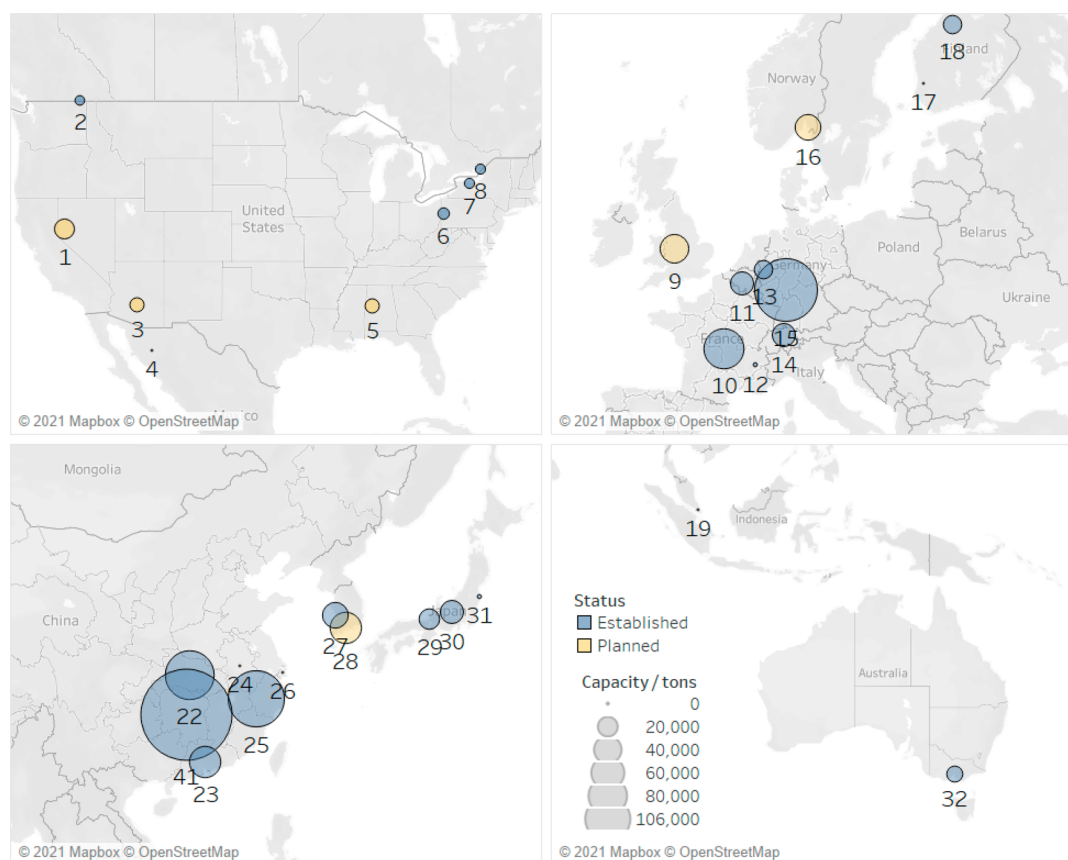 United
States
2
8
7
6
1
3
5
4
Mexico
© 2021 Mapbox © OpenStreetMap
Finland
18
Norway
17
16
Belarus
Poland
9
Germany
13
11
Ukraine
France
15
14
10
12
Italy
© 2021 Mapbox © OpenStreetMap
Mongolia
China
Japan
31
27
29
30
28
24
26
22
25
41
23
© 2021 Mapbox © OpenStreetMap
Indonesia
19
Status
Established
Planned
Capacity / tons
0
20,000
40,000
60,000
80,000
106,000
Australia
32
© 2021 Mapbox © OpenStreetMap